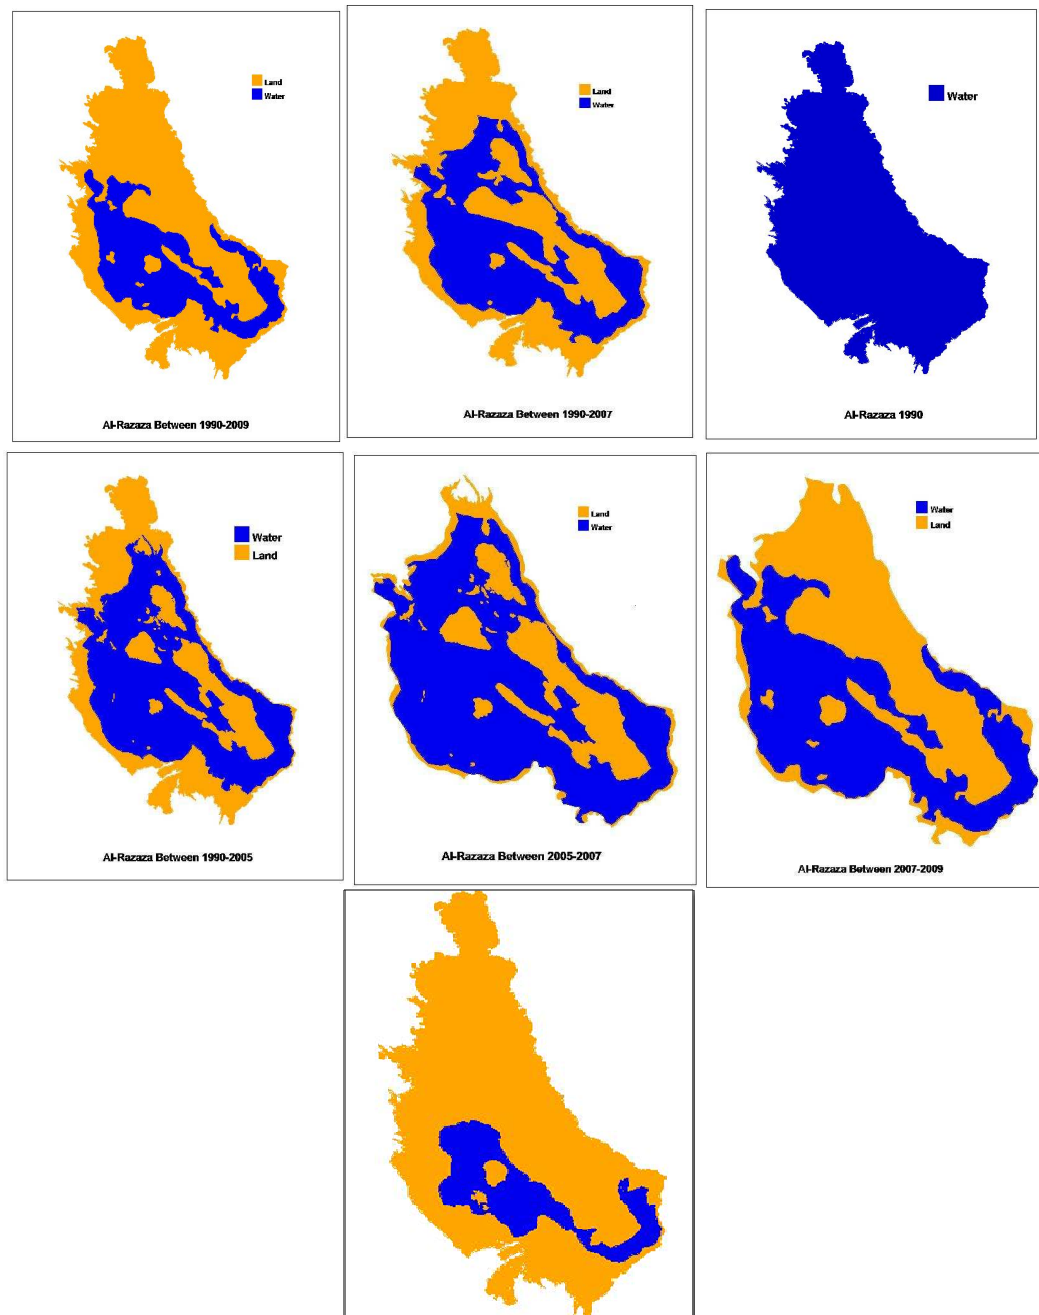 Land
Water
Al-Razaza Between 1990-2009
Land
Water
Al-Razaza Between 1990-2007
Water
Al-Razaza 1990
Water
Land
Al-Razaza Between 1990-2005
Land
Water
Al-Razaza Between 2005-2007
Water
Land
Al-Razaza Between 2007-2009